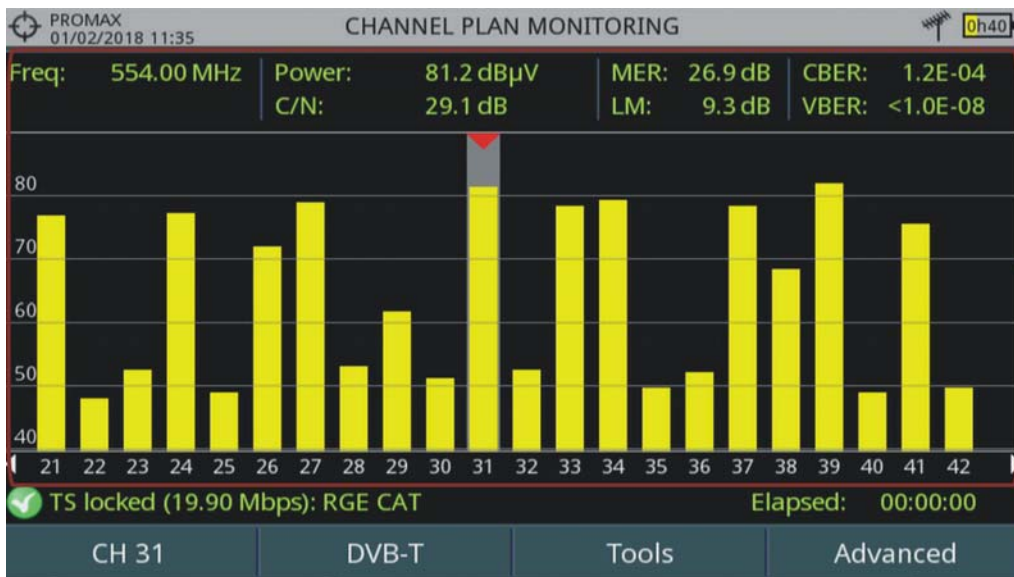 PROMAX
01/02/2018 11:35
CHANNEL PLAN MONITORING
0h40
Freq: 554.00 MHz Power: 81.2 dBµV MER: 26.9 dB CBER: 1.2E-04
C/N: 29.1 dB LM: 9.3 dB VBER: <1.0E-08
80
70
60
50
40
21 22 23 24 25 26 27 28 29 30 31 32 33 34 35 36 37 38 39 40 41 42
TS locked (19.90 Mbps): RGE CAT Elapsed: 00:00:00
CH 31 DVB-T Tools Advanced